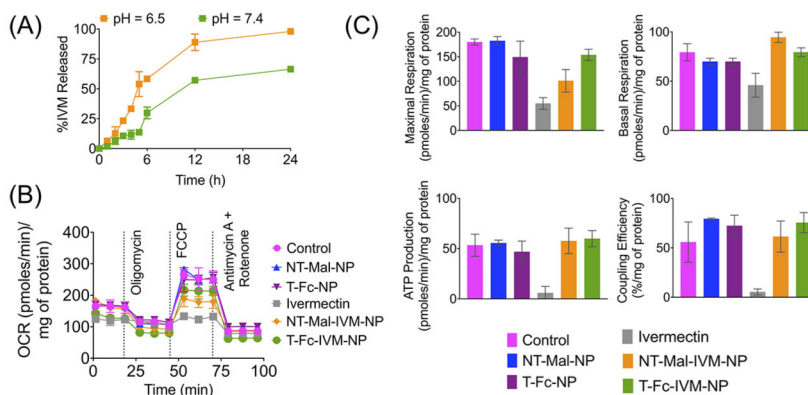 (A)
pH = 6.5
pH = 7.4
%IVM Released
100
75
50
25
0
0
6
12
18
24
Time (h)
(B)
OCR (pmoles/min)/
mg of protein)
400
300
200
100
0
0
25
50
75
100
Time (min)
Oligomycin
FCCP
Antimycin A +
Rotenone
Control
NT-Mal-NP
T-Fc-NP
Ivermectin
NT-Mal-IVM-NP
T-Fc-IVM-NP
(C)
Maximal Respiration
(pmoles/min)/mg of protein)
200
150
100
50
0
Basal Respiration
(pmoles/min)/mg of protein)
100
50
0
ATP Production
(pmoles/min)/mg of protein)
100
50
0
Coupling Efficiency
(%/mg of protein)
100
50
0
Control
NT-Mal-NP
T-Fc-NP
Ivermectin
NT-Mal-IVM-NP
T-Fc-IVM-NP